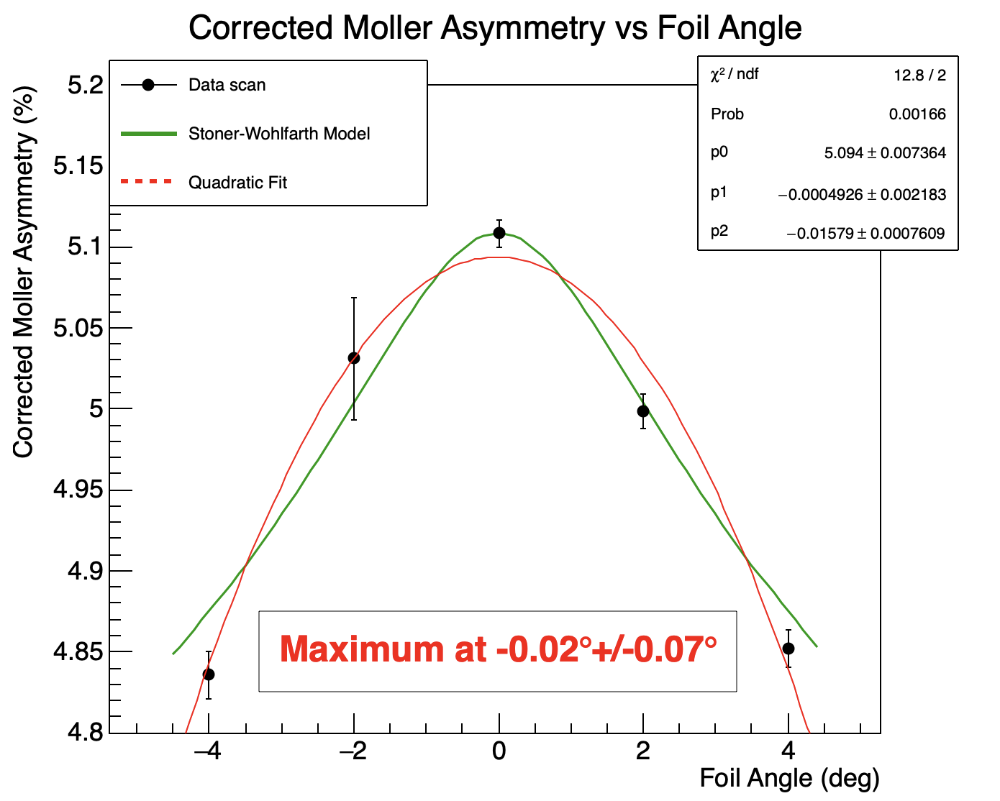 Corrected Moller Asymmetry vs Foil Angle
Corrected Moller Asymmetry (%)
Data scan
Stoner-Wohlfarth Model
Quadratic Fit
χ² / ndf 12.8 / 2
Prob 0.00166
p0 5.094 ± 0.007364
p1 −0.0004926 ± 0.002183
p2 −0.01579 ± 0.0007609
5.2
5.15
5.1
5.05
5
4.95
4.9
4.85
4.8
Maximum at -0.02°+/-0.07°
−4 −2 0 2 4
Foil Angle (deg)